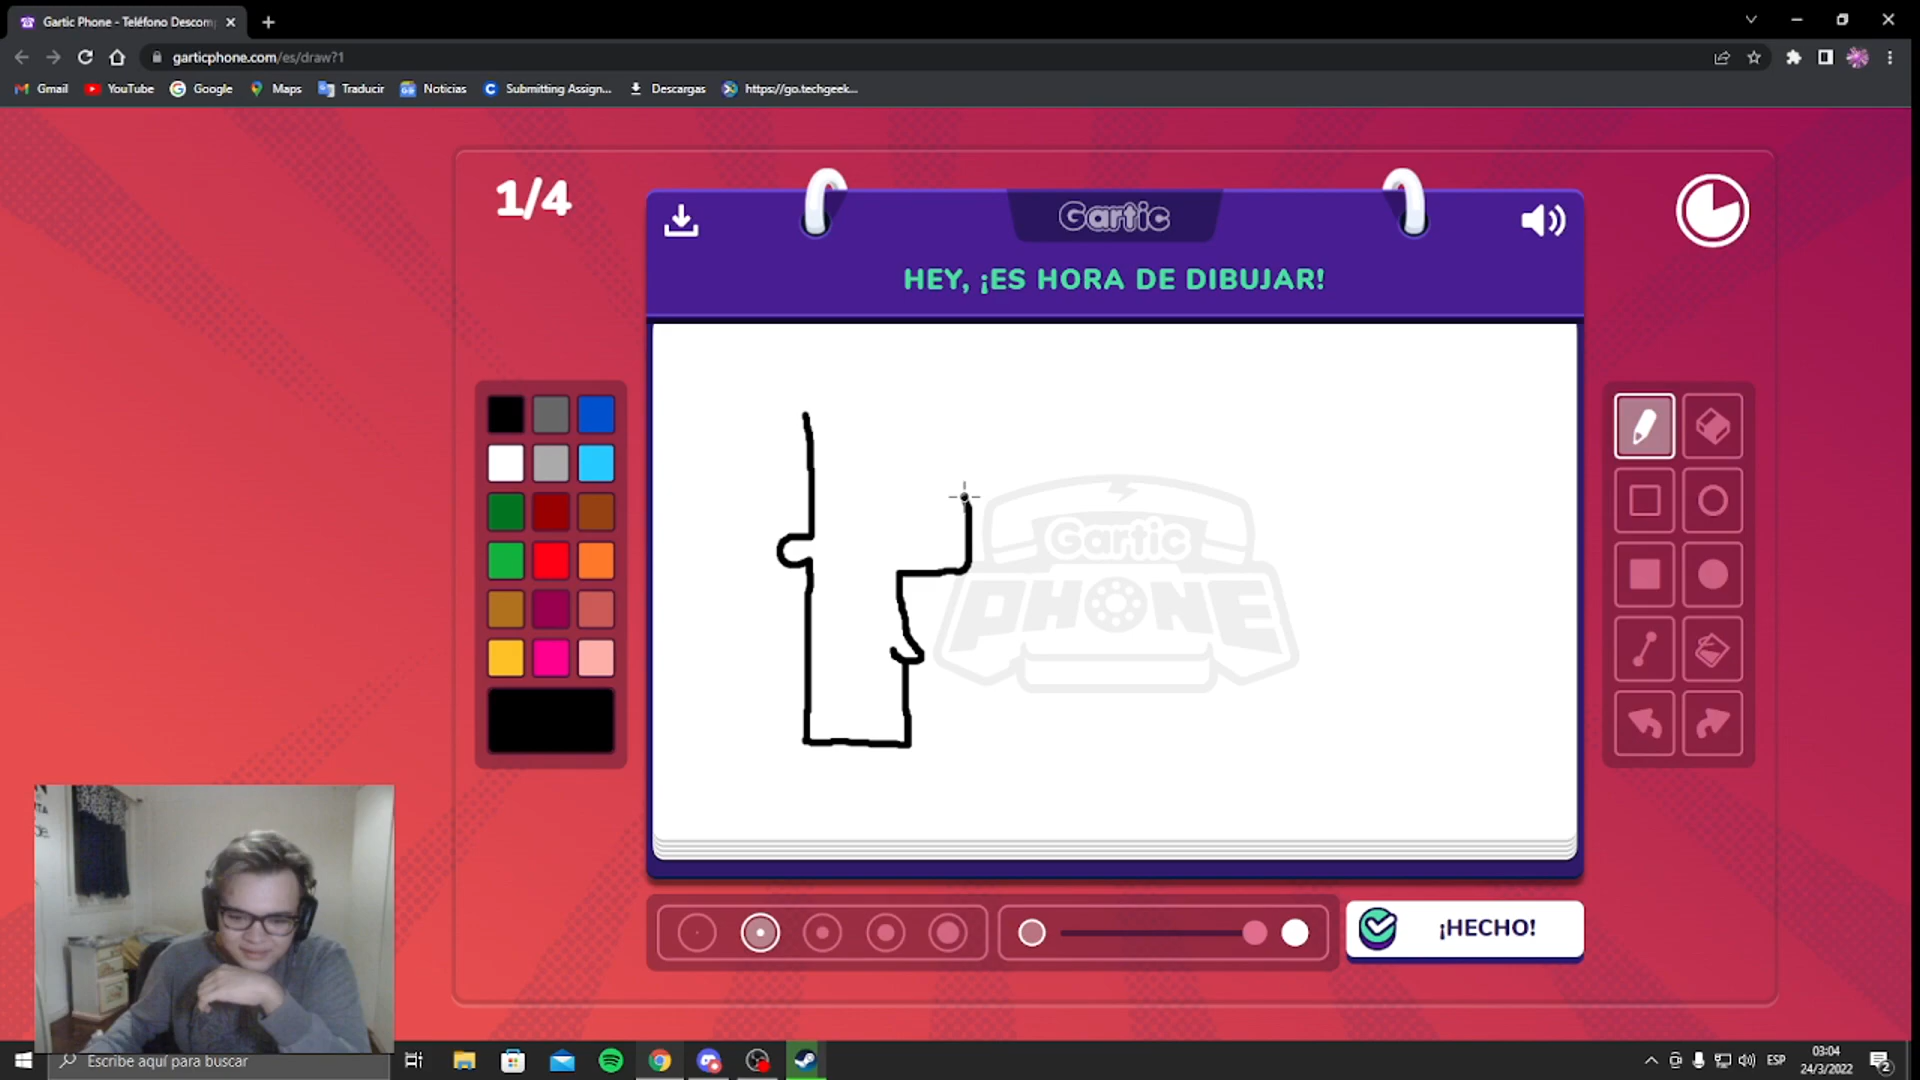 Gartic Phone - Teléfono Descom
garticphone.com/es/draw?1
Gmail
YouTube
Google
Maps
Traducir
Noticias
Submitting Assign...
Descargas
https://go.techgeek...
1/4
Gartic
HEY, ¡ES HORA DE DIBUJAR!
Gartic
PHONE
¡HECHO!
Escribe aquí para buscar
ESP
03:04
24/3/2022
2